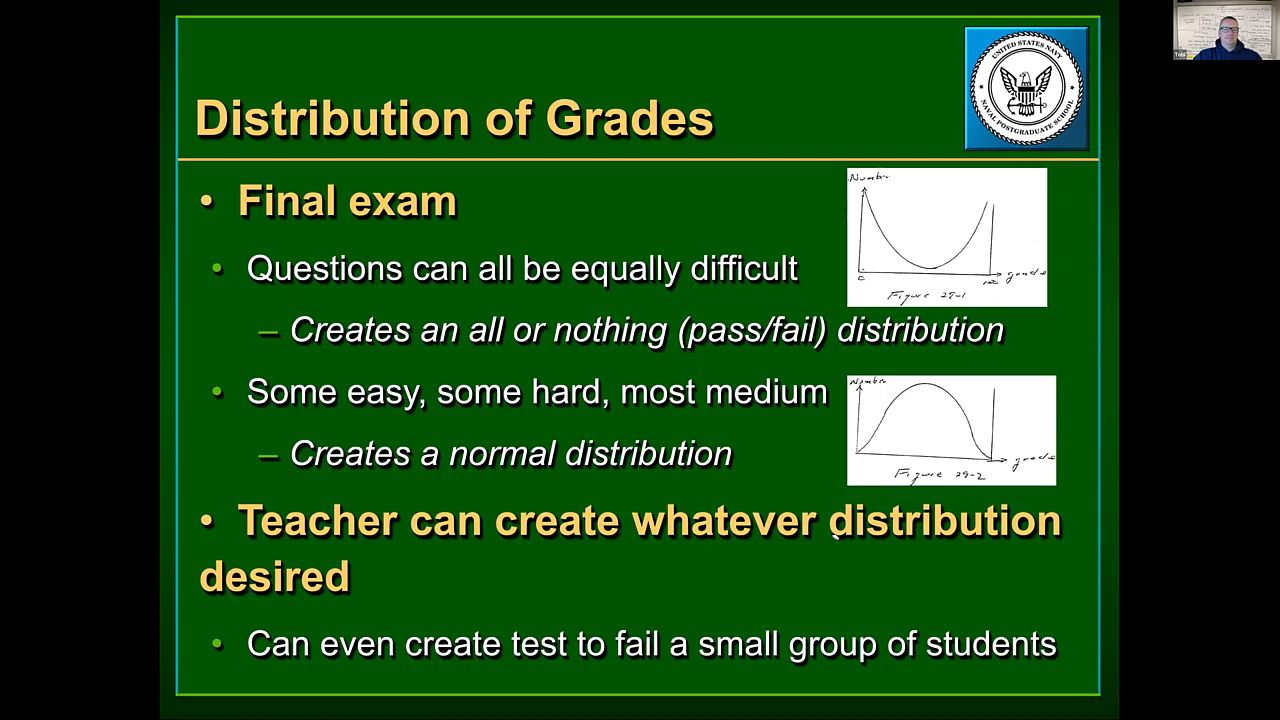 UNITED STATES NAVY
NAVAL POSTGRADUATE SCHOOL
Distribution of Grades
• Final exam
Number
0
100
grade
Figure 29-1
• Questions can all be equally difficult
– Creates an all or nothing (pass/fail) distribution
• Some easy, some hard, most medium
Number
grade
Figure 29-2
– Creates a normal distribution
• Teacher can create whatever distribution
desired
• Can even create test to fail a small group of students